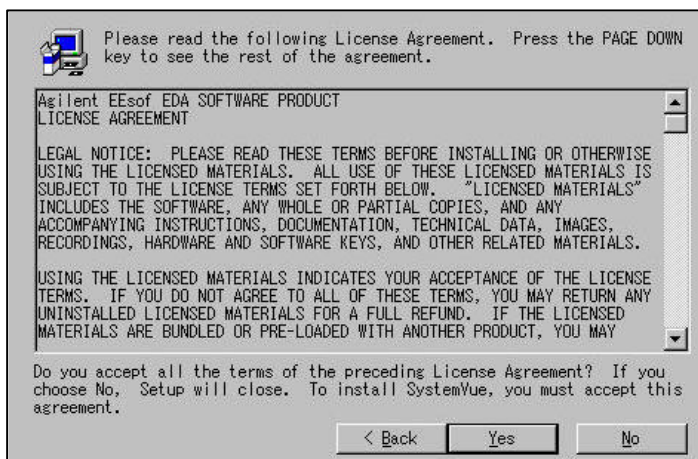 Please read the following License Agreement.  Press the PAGE DOWN
key to see the rest of the agreement.
Agilent EEsof EDA SOFTWARE PRODUCT
LICENSE AGREEMENT
LEGAL NOTICE:  PLEASE READ THESE TERMS BEFORE INSTALLING OR OTHERWISE
USING THE LICENSED MATERIALS.  ALL USE OF THESE LICENSED MATERIALS IS
SUBJECT TO THE LICENSE TERMS SET FORTH BELOW.   "LICENSED MATERIALS"
INCLUDES THE SOFTWARE, ANY WHOLE OR PARTIAL COPIES, AND ANY
ACCOMPANYING INSTRUCTIONS, DOCUMENTATION, TECHNICAL DATA, IMAGES,
RECORDINGS, HARDWARE AND SOFTWARE KEYS, AND OTHER RELATED MATERIALS.
USING THE LICENSED MATERIALS INDICATES YOUR ACCEPTANCE OF THE LICENSE
TERMS.  IF YOU DO NOT AGREE TO ALL OF THESE TERMS, YOU MAY RETURN ANY
UNINSTALLED LICENSED MATERIALS FOR A FULL REFUND.  IF THE LICENSED
MATERIALS ARE BUNDLED OR PRE-LOADED WITH ANOTHER PRODUCT, YOU MAY
Do you accept all the terms of the preceding License Agreement?  If you
choose No,  Setup will close.  To install SystemVue, you must accept this
agreement.
< Back Yes No